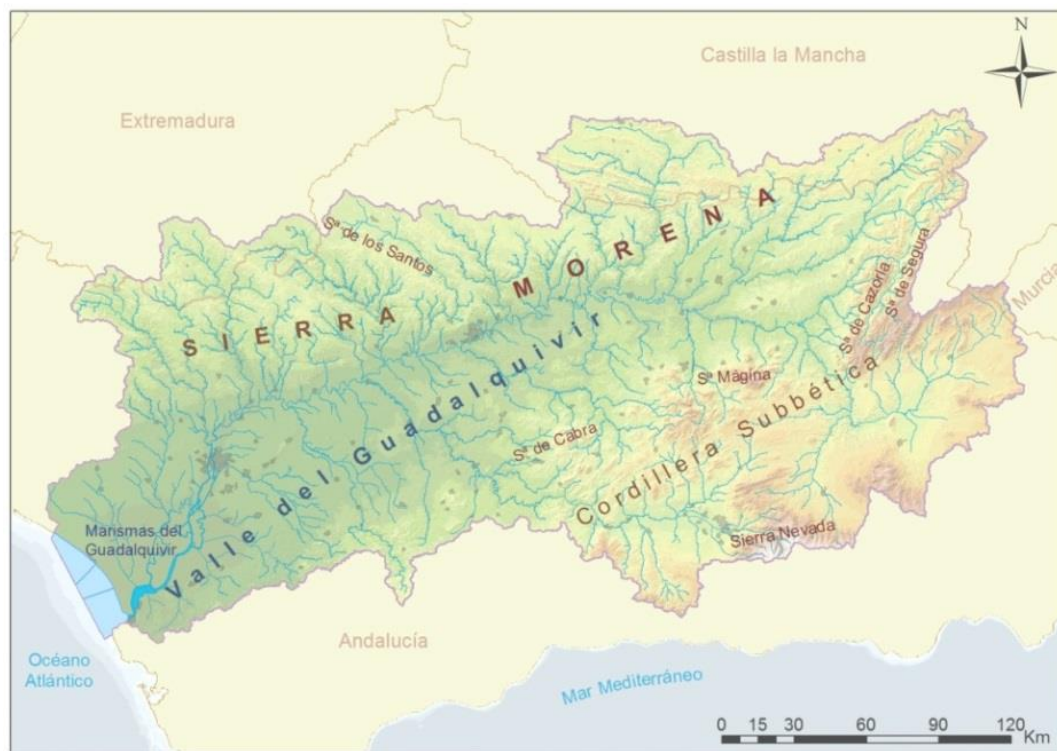 N
Castilla la Mancha
Extremadura
SIERRA MORENA
Sª de los Santos
Sª de Cazorla
Sª de Segura
Murcia
Valle del Guadalquivir
Sª Mágina
Cordillera Subbética
Sª de Cabra
Sierra Nevada
Marismas del
Guadalquivir
Andalucía
Océano
Atlántico
Mar Mediterráneo
0 15 30 60 90 120
Km